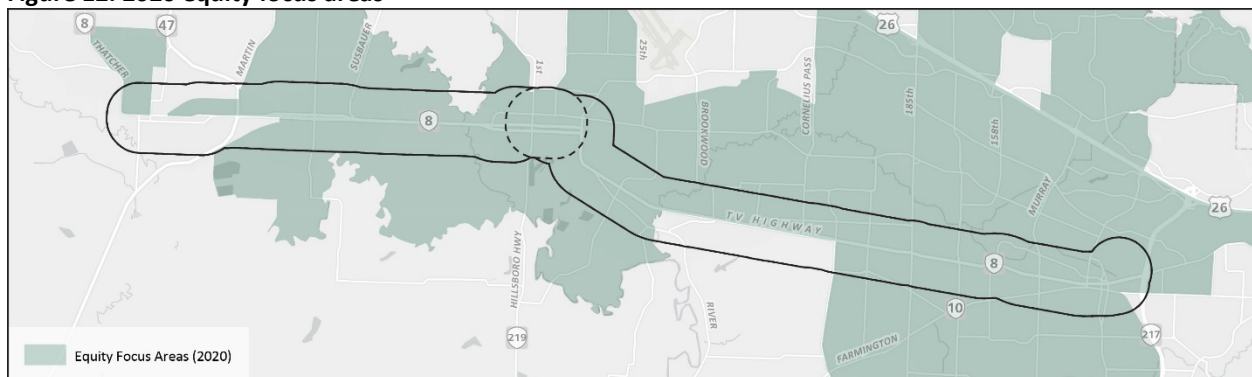 Figure 22: 2020 equity focus areas
8
47
THATCHER
MARTIN
SUSBAUER
1st
25th
26
CORNELIUS PASS
BROOKWOOD
185th
158th
8
MURRAY
26
TV HIGHWAY
8
HILLSBORO HWY
RIVER
10
219
217
FARMINGTON
Equity Focus Areas (2020)